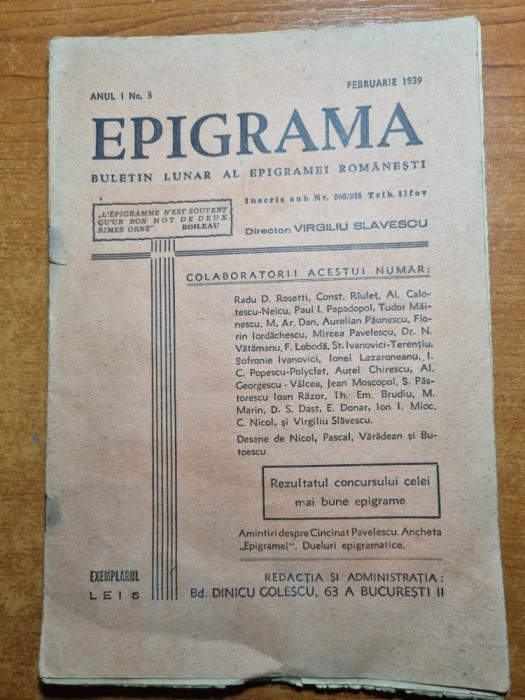 ANUL I No. 3
FEBRUARIE 1939
EPIGRAMA
BULETIN LUNAR AL EPIGRAMEI ROMÂNEȘTI
Inscris sub Nr. 865/938 Trib. Ilfov
„L'ÉPIGRAMME N'EST SOUVENT
QU'UN BON MOT DE DEUX
RIMES ORNÉ".
BOILEAU
Director: VIRGILIU SLAVESCU
COLABORATORII ACESTUI NUMAR:
Radu D. Rosetti, Const. Rîuleț, Al. Calo-
tescu-Neicu, Paul I. Papadopol, Tudor Măi-
nescu, M. Ar. Dan, Aurelian Păunescu, Flo-
rin Iordăchescu, Mircea Pavelescu, Dr. N.
Vătămanu, F. Lobodă, St. Ivanovici-Terențiu,
Sofronie Ivanovici, Ionel Lazaroneanu, I.
C. Popescu-Polyclet, Aurel Chirescu, Al.
Georgescu - Vâlcea, Jean Moscopol, S. Păs-
torescu Ioan Răzor, Th. Em. Brudiu, M.
Marin, D. S. Dast, E. Donar, Ion I. Mioc,
C. Nicol, și Virgiliu Slăvescu.
Desene de Nicol, Pascal, Vărădean și Bu-
toescu.
Rezultatul concursului celei
mai bune epigrame
Amintiri despre Cincinat Pavelescu. Ancheta
„Epigramei". Dueluri epigramatice.
EXEMPLARUL
LEI 5
REDACȚIA ȘI ADMINISTRAȚIA:
Bd. DINICU GOLESCU, 63 A BUCUREȘTI II